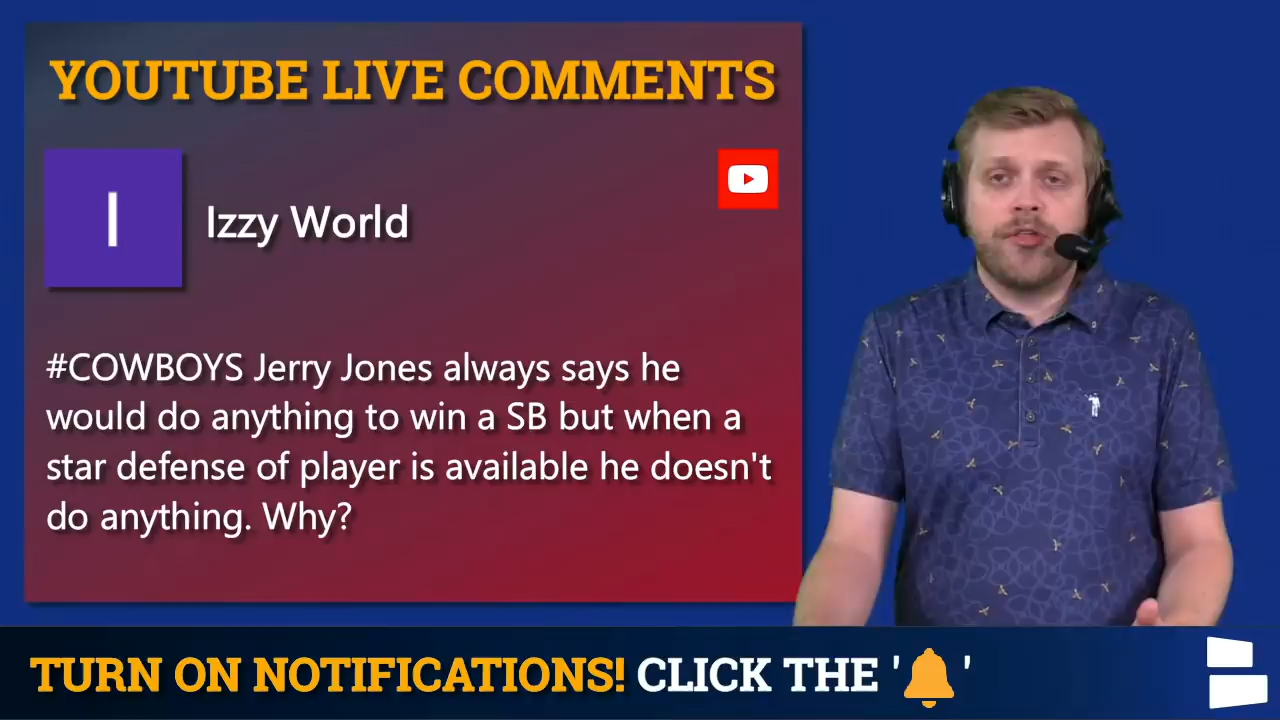 YOUTUBE LIVE COMMENTS
I
Izzy World
#COWBOYS Jerry Jones always says he
would do anything to win a SB but when a
star defense of player is available he doesn't
do anything. Why?
TURN ON NOTIFICATIONS! CLICK THE ' '